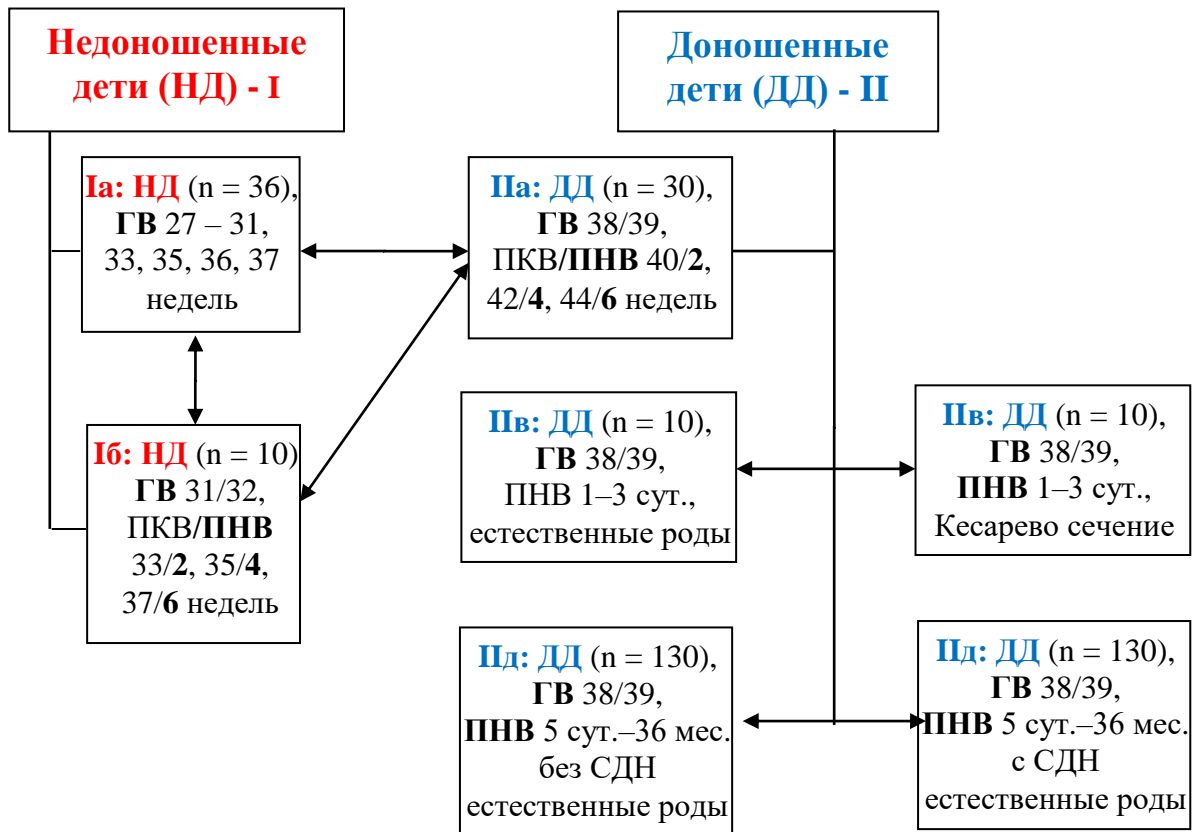 Недоношенные
дети (НД) - I
Доношенные
дети (ДД) - II
Iа: НД (n = 36),
ГВ 27 – 31,
33, 35, 36, 37
недель
IIа: ДД (n = 30),
ГВ 38/39,
ПКВ/ПНВ 40/2,
42/4, 44/6 недель
Iб: НД (n = 10)
ГВ 31/32,
ПКВ/ПНВ
33/2, 35/4,
37/6 недель
IIв: ДД (n = 10),
ГВ 38/39,
ПНВ 1–3 сут.,
естественные роды
IIв: ДД (n = 10),
ГВ 38/39,
ПНВ 1–3 сут.,
Кесарево сечение
IIд: ДД (n = 130),
ГВ 38/39,
ПНВ 5 сут.–36 мес.
без СДН
естественные роды
IIд: ДД (n = 130),
ГВ 38/39,
ПНВ 5 сут.–36 мес.
с СДН
естественные роды